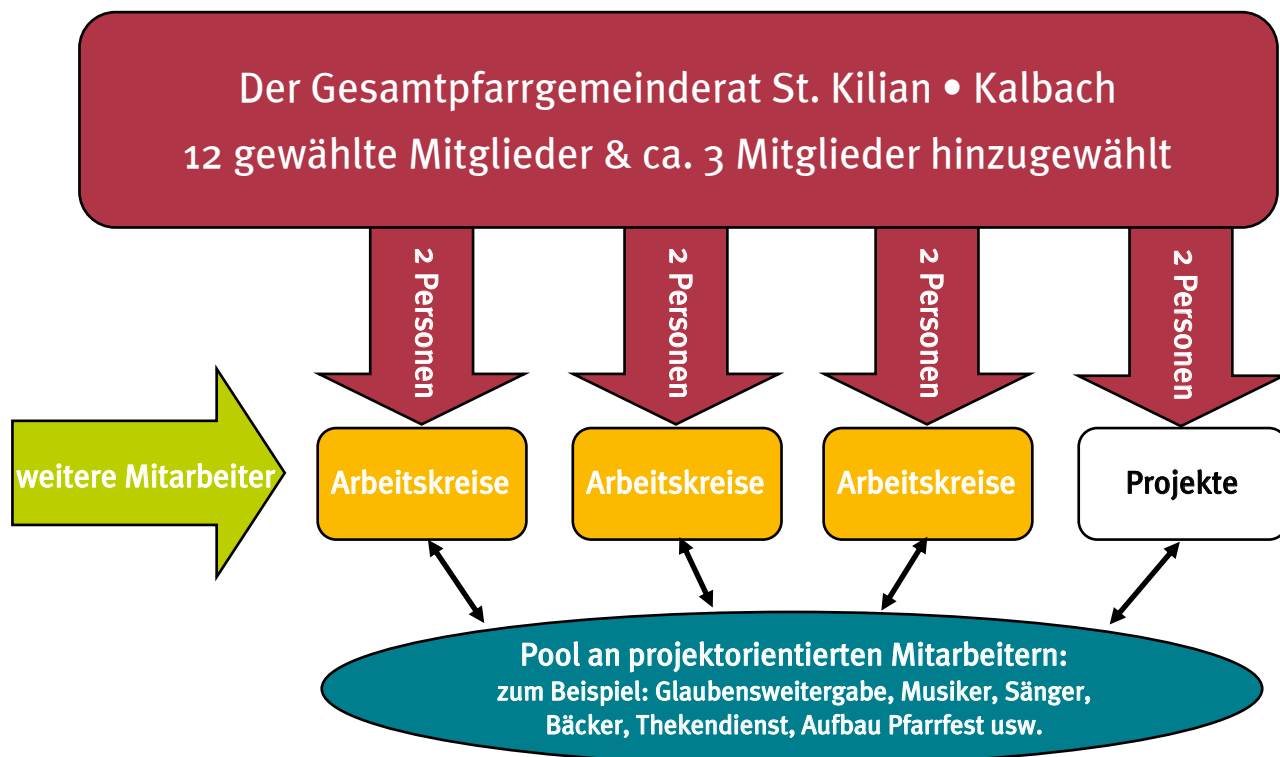 Der Gesamtpfarrgemeinderat St. Kilian • Kalbach
12 gewählte Mitglieder & ca. 3 Mitglieder hinzugewählt
2 Personen
2 Personen
2 Personen
2 Personen
weitere Mitarbeiter
Arbeitskreise
Arbeitskreise
Arbeitskreise
Projekte
Pool an projektorientierten Mitarbeitern:
zum Beispiel: Glaubensweitergabe, Musiker, Sänger,
Bäcker, Thekendienst, Aufbau Pfarrfest usw.